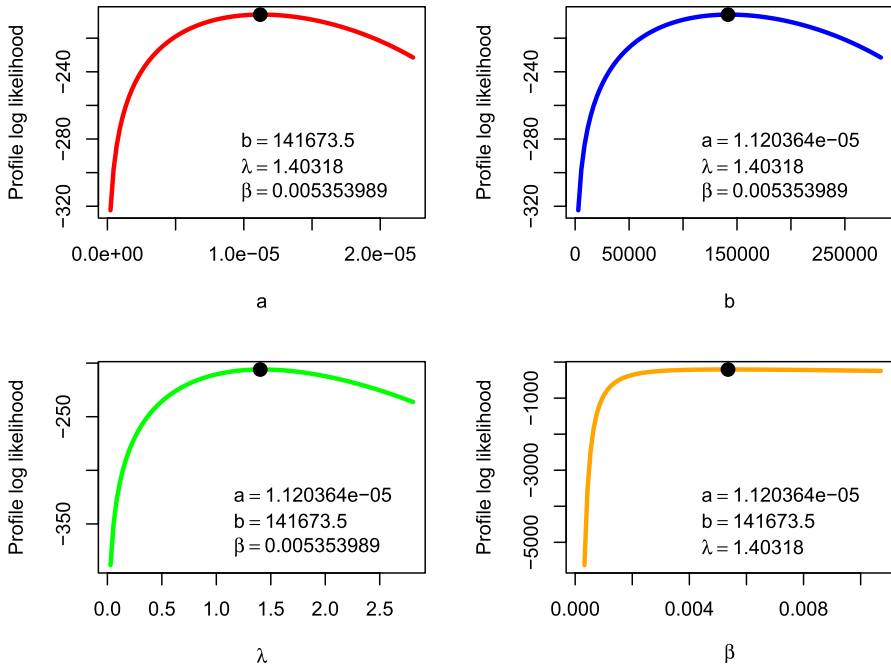 Profile log likelihood
−240
−280
−320
b = 141673.5
λ = 1.40318
β = 0.005353989
0.0e+00 1.0e−05 2.0e−05
a
Profile log likelihood
−240
−280
−320
a = 1.120364e−05
λ = 1.40318
β = 0.005353989
0 50000 150000 250000
b
Profile log likelihood
−250
−350
a = 1.120364e−05
b = 141673.5
β = 0.005353989
0.0 0.5 1.0 1.5 2.0 2.5
λ
Profile log likelihood
−1000
−3000
−5000
a = 1.120364e−05
b = 141673.5
λ = 1.40318
0.000 0.004 0.008
β